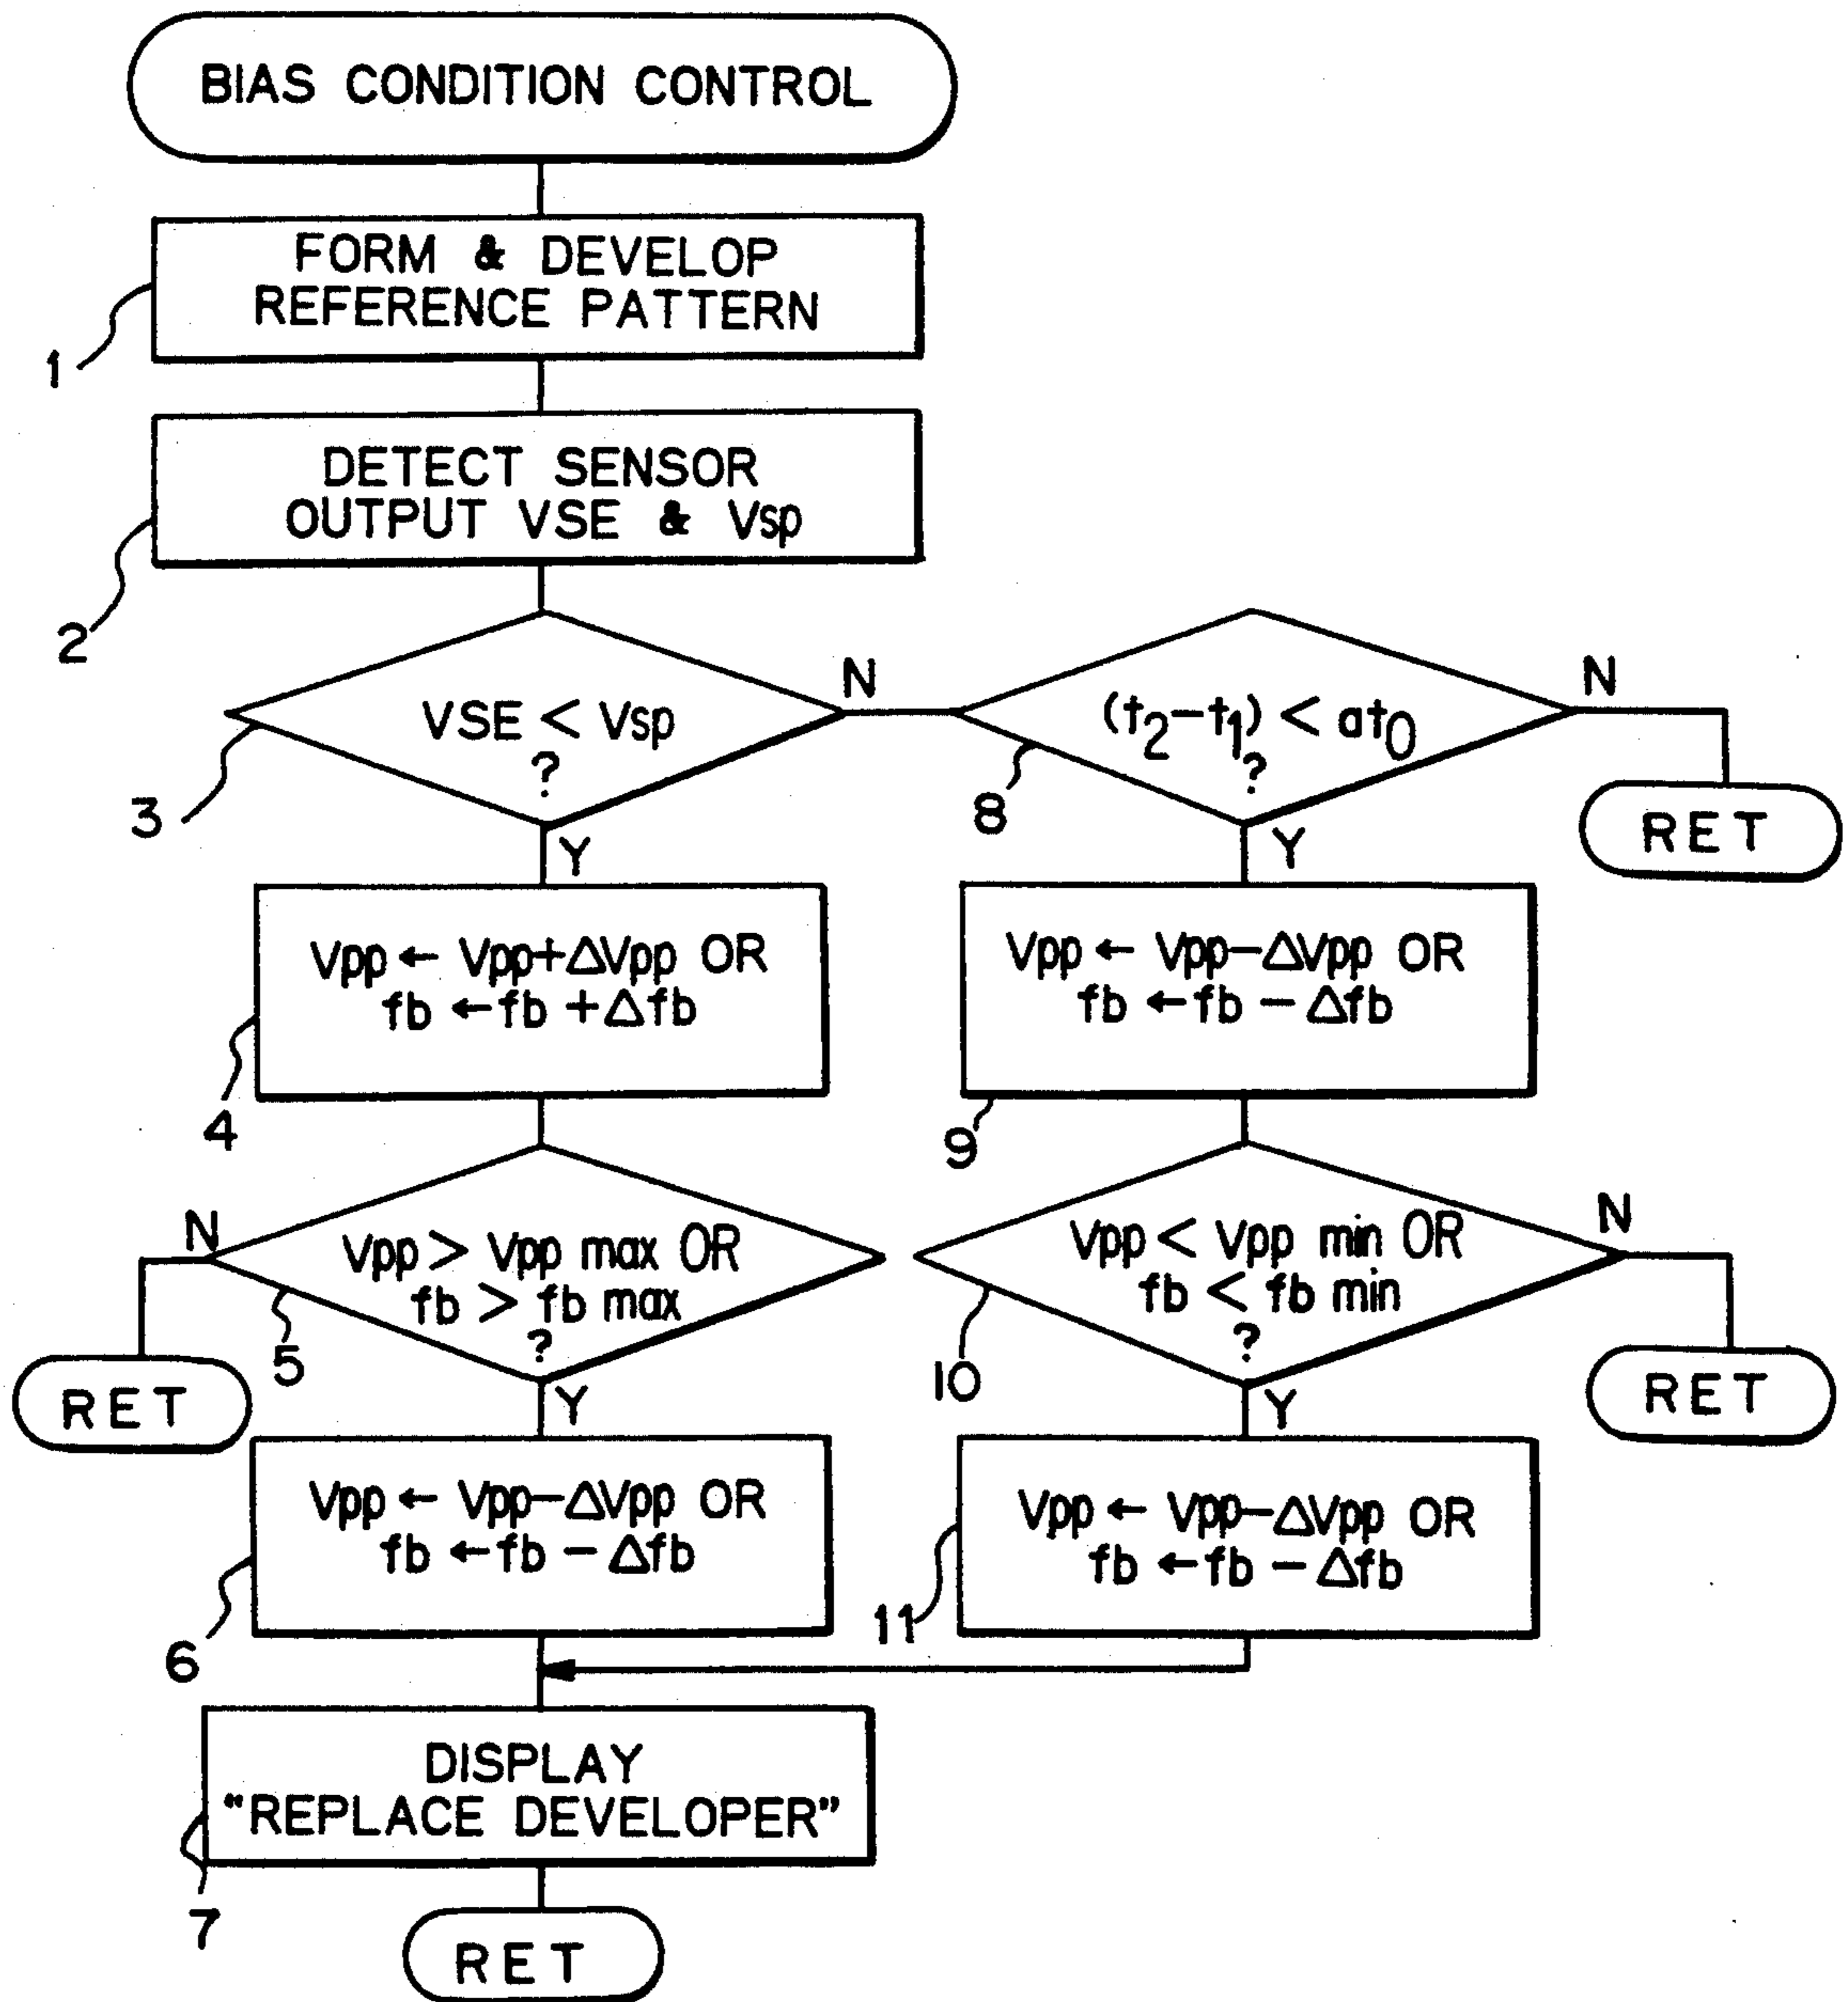 BIAS CONDITION CONTROL
FORM & DEVELOP
REFERENCE PATTERN
1
DETECT SENSOR
OUTPUT VSE & Vsp
2
VSE < Vsp
?
3
N
Y
(t₂−t₁) < at₀
?
8
N
Y
RET
Vpp ← Vpp+ΔVpp OR
fb ← fb + Δfb
4
Vpp ← Vpp−ΔVpp OR
fb ← fb − Δfb
9
N
Vpp > Vpp max OR
fb > fb max
?
5
Y
RET
Vpp < Vpp min OR
fb < fb min
?
10
N
Y
RET
Vpp ← Vpp−ΔVpp OR
fb ← fb − Δfb
6
Vpp ← Vpp−ΔVpp OR
fb ← fb − Δfb
11
DISPLAY
“REPLACE DEVELOPER”
7
RET